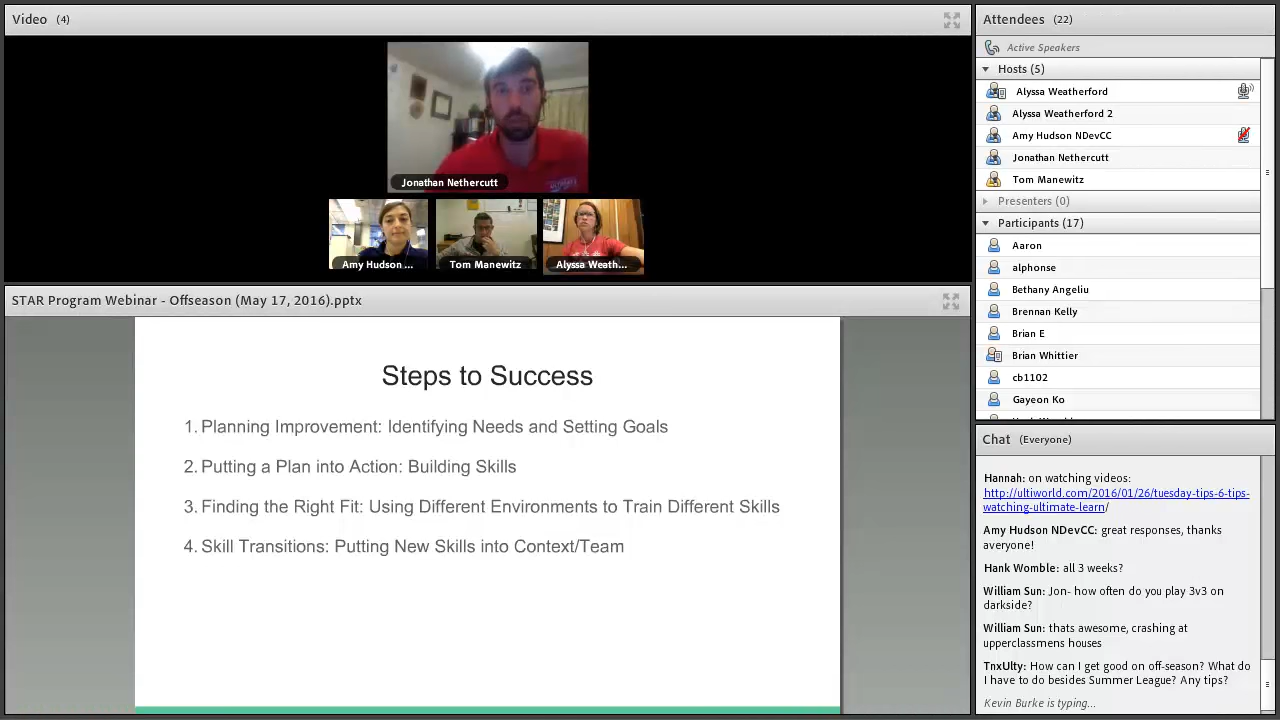 Video (4)
Jonathan Nethercutt
Amy Hudson ...
Tom Manewitz
Alyssa Weath...
STAR Program Webinar - Offseason (May 17, 2016).pptx
Steps to Success
1. Planning Improvement: Identifying Needs and Setting Goals
2. Putting a Plan into Action: Building Skills
3. Finding the Right Fit: Using Different Environments to Train Different Skills
4. Skill Transitions: Putting New Skills into Context/Team
Attendees (22)
Active Speakers
Hosts (5)
Alyssa Weatherford
Alyssa Weatherford 2
Amy Hudson NDevCC
Jonathan Nethercutt
Tom Manewitz
Presenters (0)
Participants (17)
Aaron
alphonse
Bethany Angeliu
Brennan Kelly
Brian E
Brian Whittier
cb1102
Gayeon Ko
Chat (Everyone)
Hannah: on watching videos:
http://ultiworld.com/2016/01/26/tuesday-tips-6-tips-
watching-ultimate-learn/
Amy Hudson NDevCC: great responses, thanks
averyone!
Hank Womble: all 3 weeks?
William Sun: Jon- how often do you play 3v3 on
darkside?
William Sun: thats awesome, crashing at
upperclassmens houses
TnxUlty: How can I get good on off-season? What do
I have to do besides Summer League? Any tips?
Kevin Burke is typing...